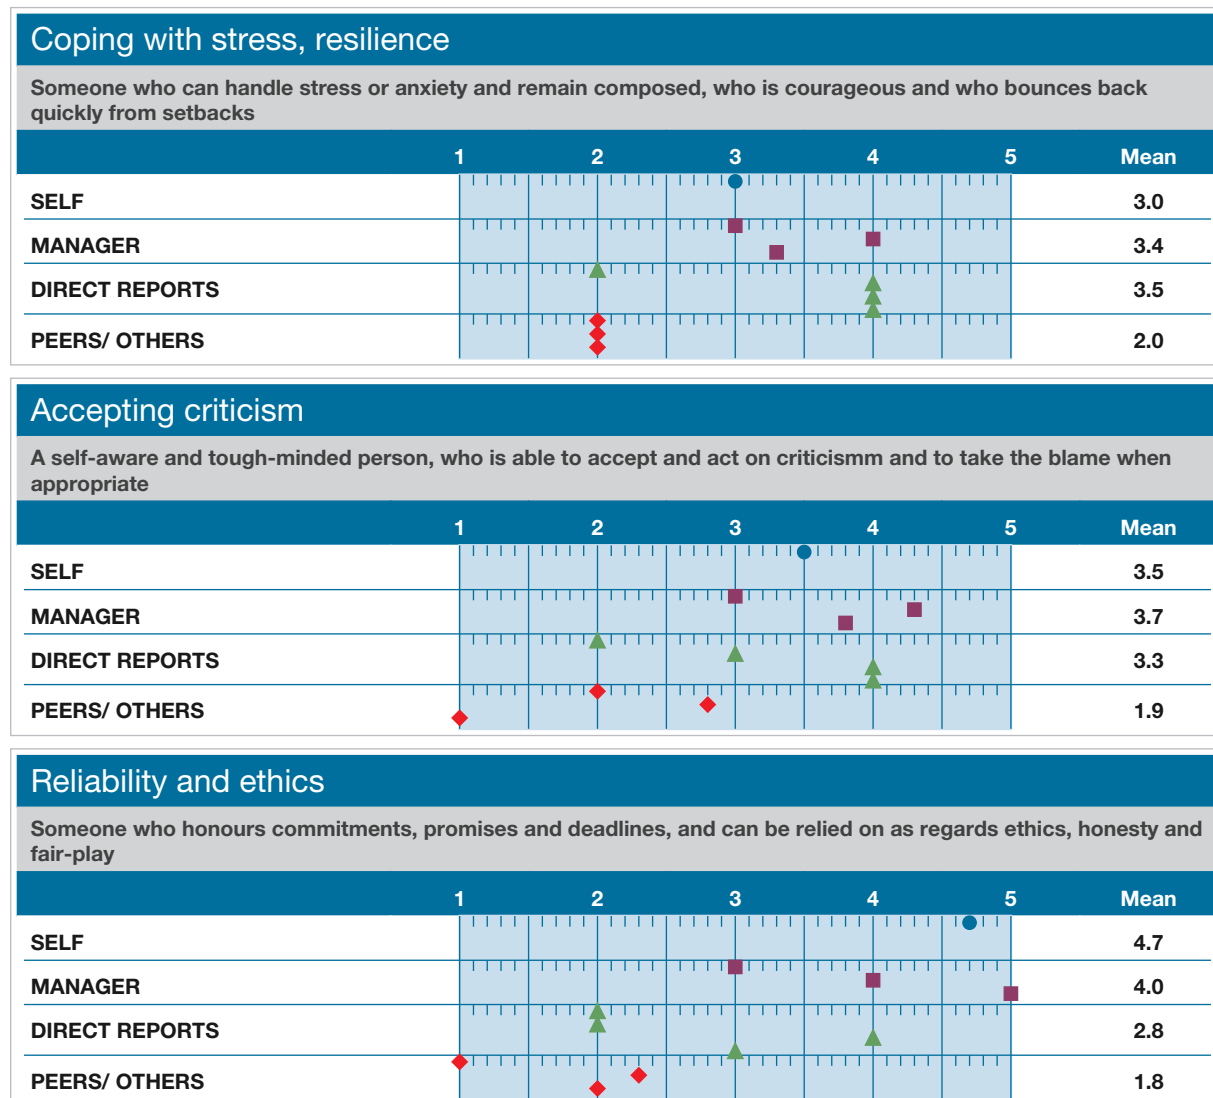 Coping with stress, resilience
Someone who can handle stress or anxiety and remain composed, who is courageous and who bounces back
quickly from setbacks
1 2 3 4 5 Mean
SELF 3.0
MANAGER 3.4
DIRECT REPORTS 3.5
PEERS/ OTHERS 2.0
Accepting criticism
A self-aware and tough-minded person, who is able to accept and act on criticismm and to take the blame when
appropriate
1 2 3 4 5 Mean
SELF 3.5
MANAGER 3.7
DIRECT REPORTS 3.3
PEERS/ OTHERS 1.9
Reliability and ethics
Someone who honours commitments, promises and deadlines, and can be relied on as regards ethics, honesty and
fair-play
1 2 3 4 5 Mean
SELF 4.7
MANAGER 4.0
DIRECT REPORTS 2.8
PEERS/ OTHERS 1.8